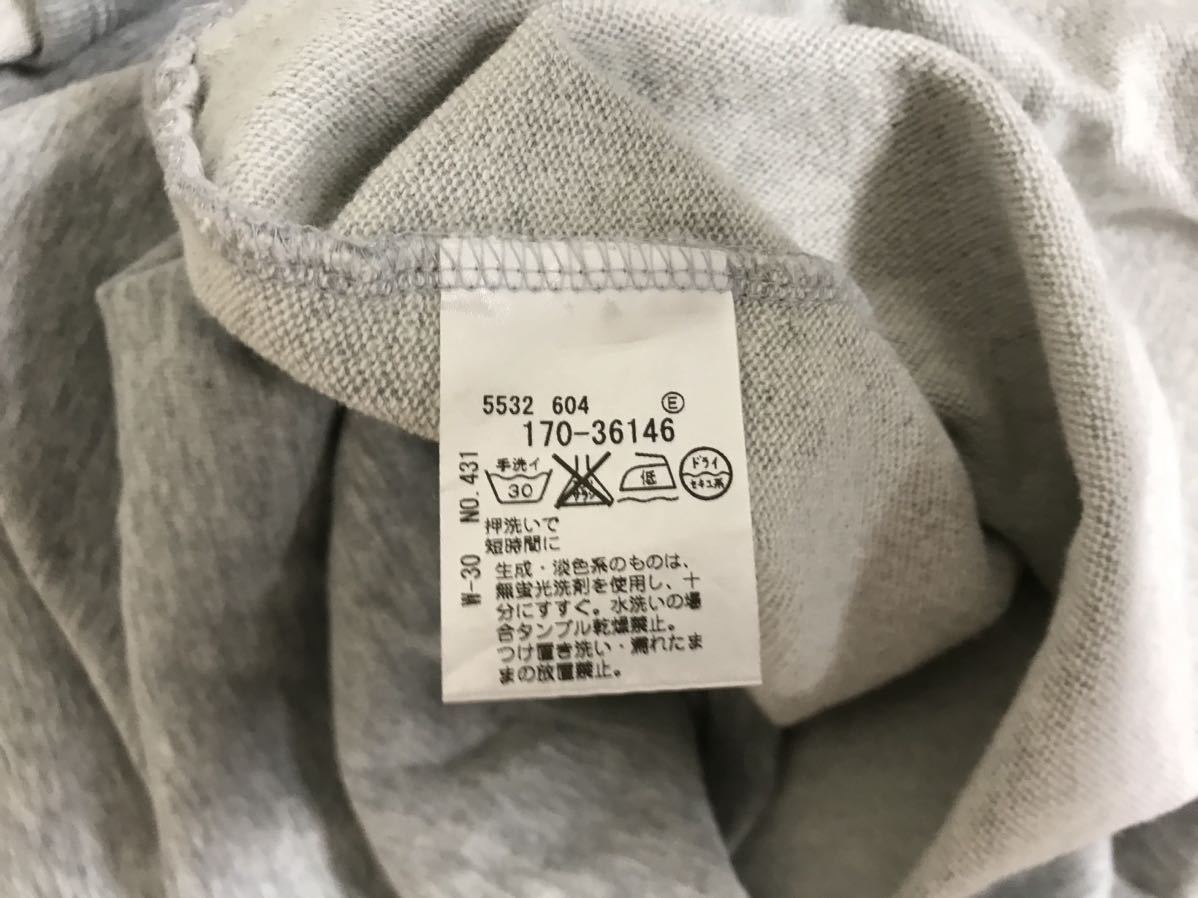 5532 604 Ⓔ
170-36146
手洗イ
30
低
ドライ
セキユ系
NO. 431
W-30
押洗いで
短時間に
生成・淡色系のものは、
無蛍光洗剤を使用し、十
分にすすぐ。水洗いの場
合タンブル乾燥禁止。
つけ置き洗い・濡れたま
まの放置禁止。